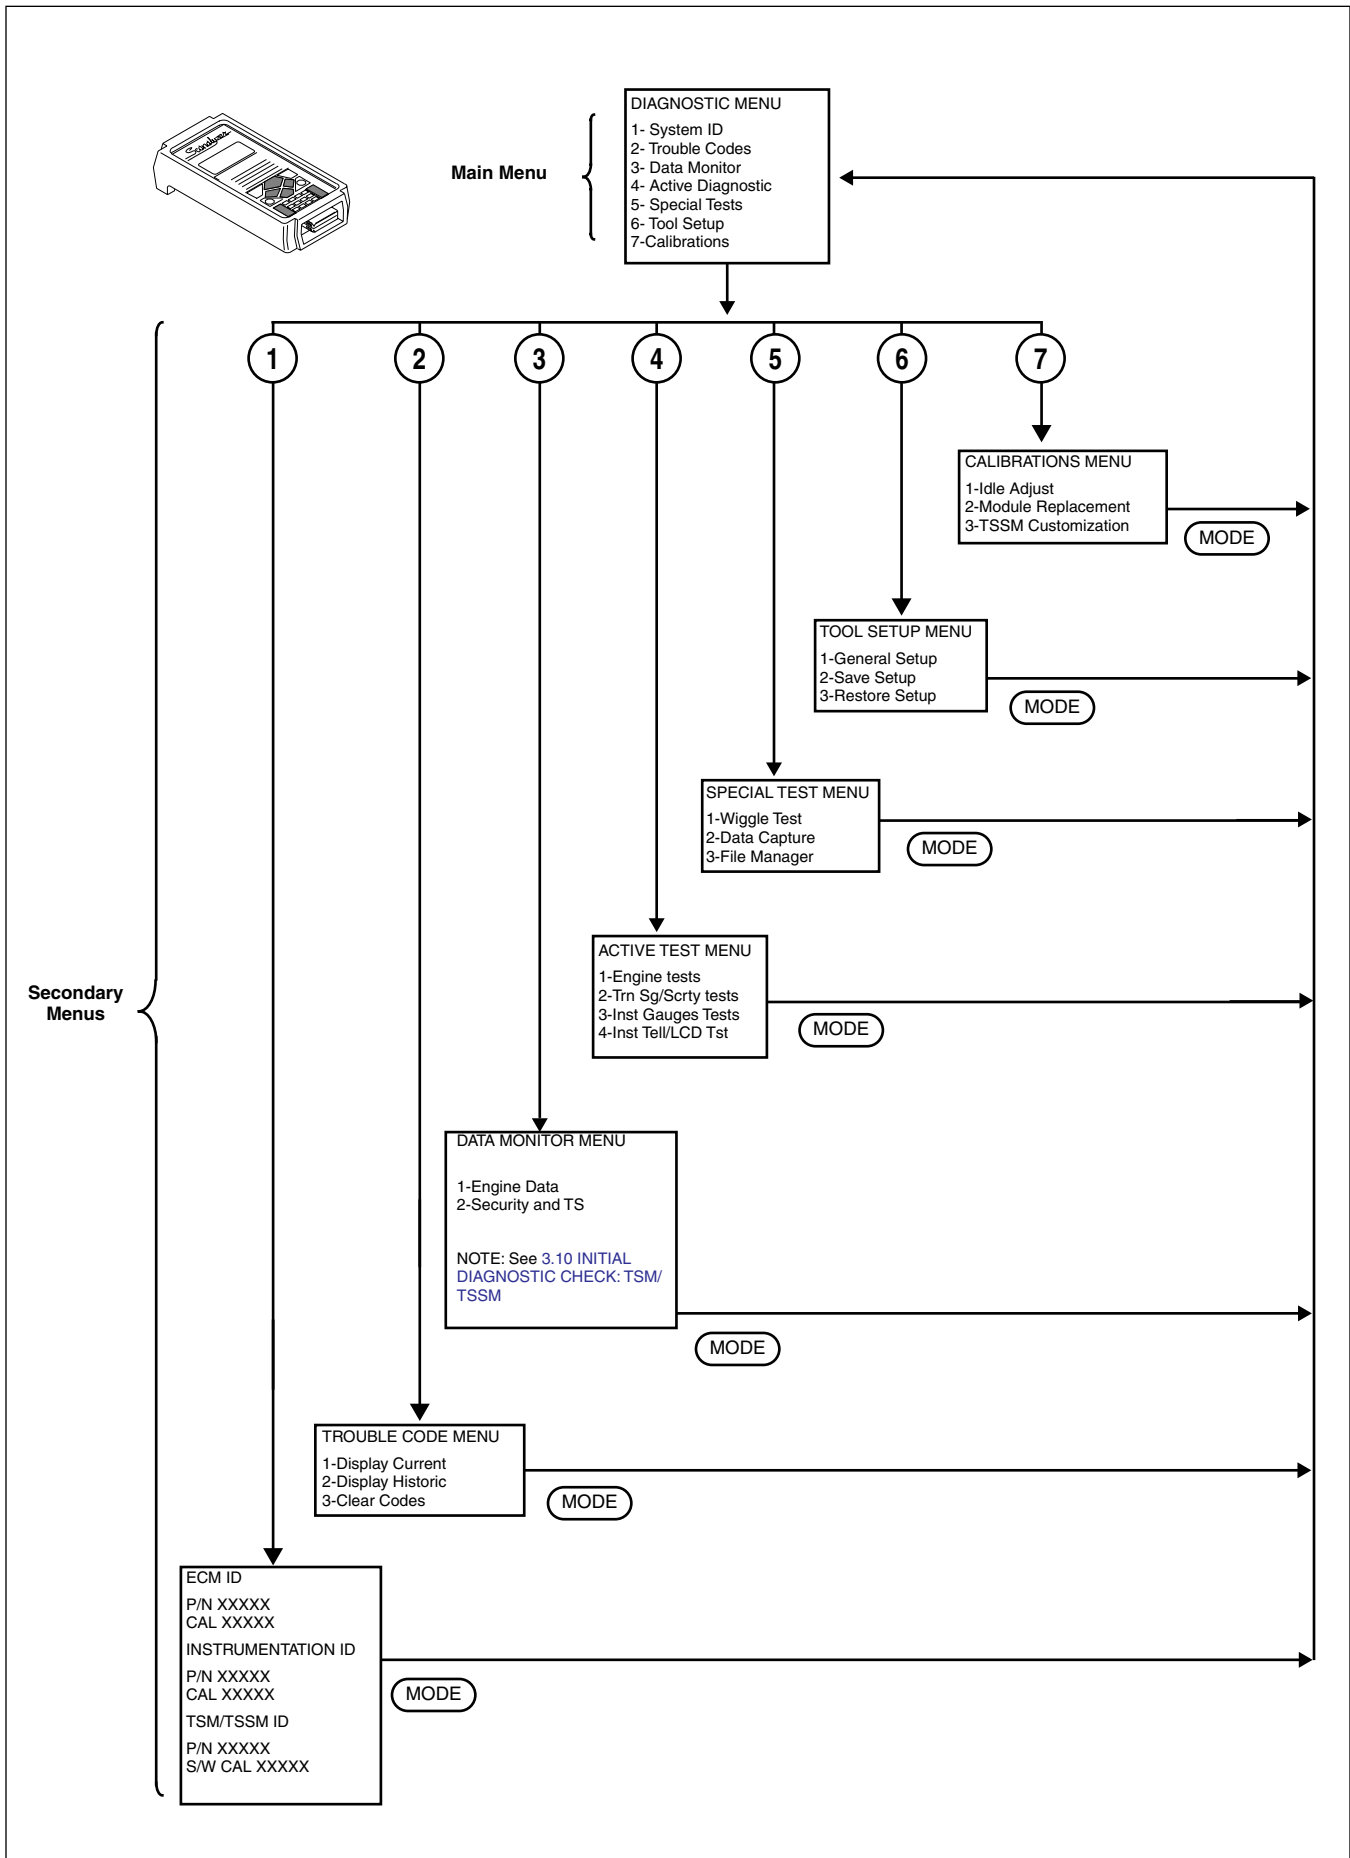 Scanalyzer
DIAGNOSTIC MENU
1- System ID
2- Trouble Codes
3- Data Monitor
4- Active Diagnostic
5- Special Tests
6- Tool Setup
7-Calibrations
Main Menu
1
2
3
4
5
6
7
CALIBRATIONS MENU
1-Idle Adjust
2-Module Replacement
3-TSSM Customization
MODE
TOOL SETUP MENU
1-General Setup
2-Save Setup
3-Restore Setup
MODE
SPECIAL TEST MENU
1-Wiggle Test
2-Data Capture
3-File Manager
MODE
ACTIVE TEST MENU
1-Engine tests
2-Trn Sg/Scrty tests
3-Inst Gauges Tests
4-Inst Tell/LCD Tst
MODE
Secondary
Menus
DATA MONITOR MENU
1-Engine Data
2-Security and TS
NOTE: See 3.10 INITIAL
DIAGNOSTIC CHECK: TSM/
TSSM
MODE
TROUBLE CODE MENU
1-Display Current
2-Display Historic
3-Clear Codes
MODE
ECM ID
P/N XXXXX
CAL XXXXX
INSTRUMENTATION ID
P/N XXXXX
CAL XXXXX
TSM/TSSM ID
P/N XXXXX
S/W CAL XXXXX
MODE